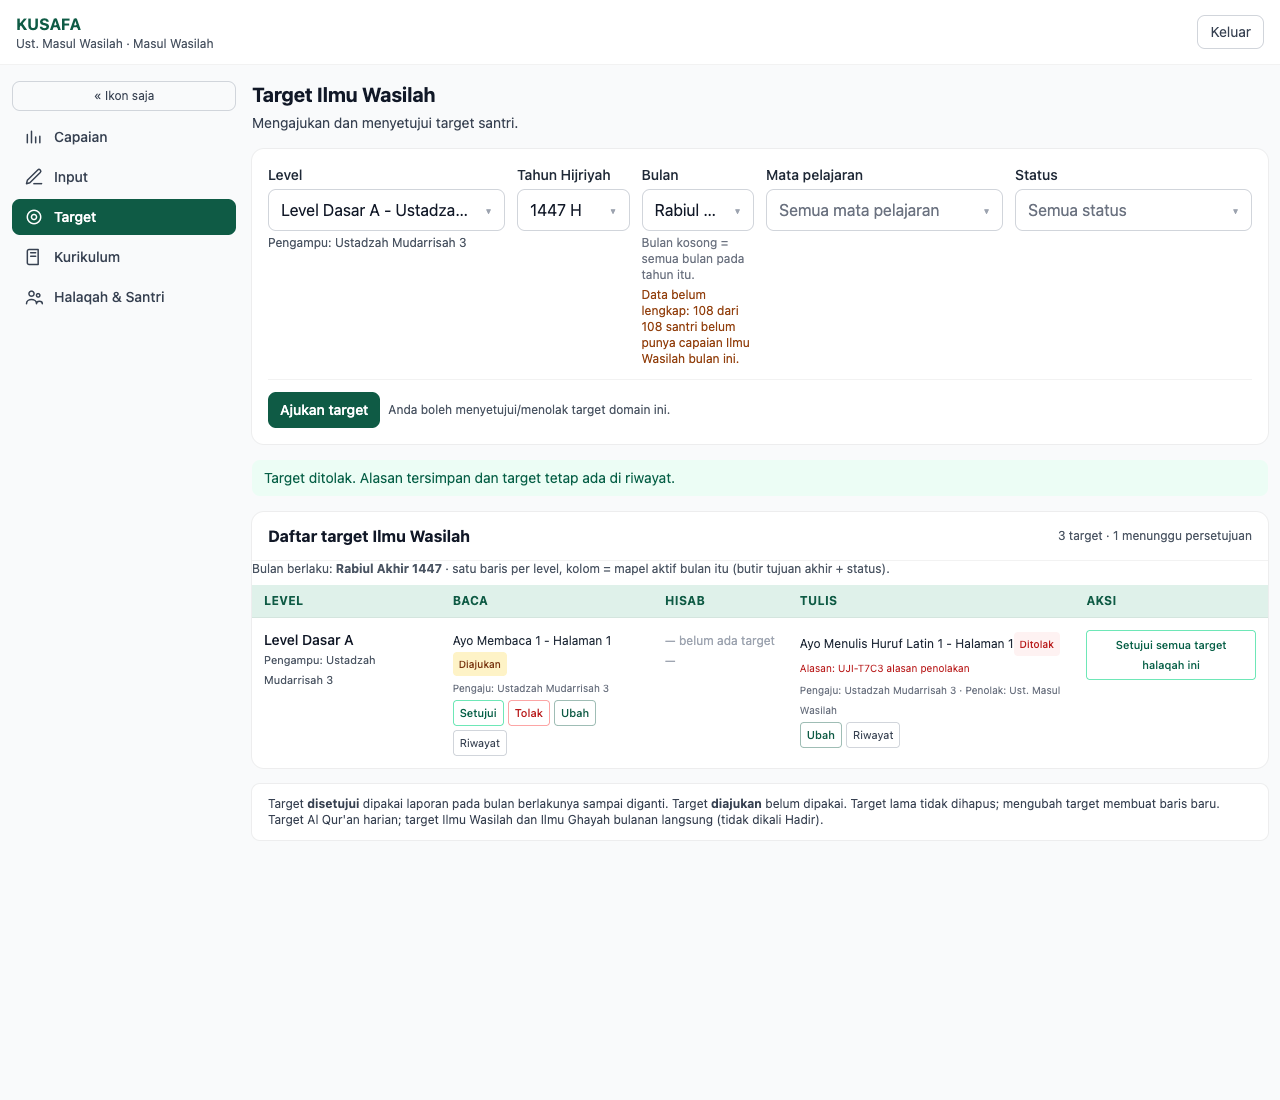 KUSAFA
Ust. Masul Wasilah · Masul Wasilah
Keluar
« Ikon saja
Capaian
Input
Target
Kurikulum
Halaqah & Santri
Target Ilmu Wasilah
Mengajukan dan menyetujui target santri.
Level
Tahun Hijriyah
Bulan
Mata pelajaran
Status
Level Dasar A - Ustadza...
1447 H
Rabiul ...
Semua mata pelajaran
Semua status
Pengampu: Ustadzah Mudarrisah 3
Bulan kosong =
semua bulan pada
tahun itu.
Data belum
lengkap: 108 dari
108 santri belum
punya capaian Ilmu
Wasilah bulan ini.
Ajukan target
Anda boleh menyetujui/menolak target domain ini.
Target ditolak. Alasan tersimpan dan target tetap ada di riwayat.
Daftar target Ilmu Wasilah
3 target · 1 menunggu persetujuan
Bulan berlaku: Rabiul Akhir 1447 · satu baris per level, kolom = mapel aktif bulan itu (butir tujuan akhir + status).
LEVEL
BACA
HISAB
TULIS
AKSI
Level Dasar A
Pengampu: Ustadzah
Mudarrisah 3
Ayo Membaca 1 - Halaman 1
Diajukan
Pengaju: Ustadzah Mudarrisah 3
Setujui
Tolak
Ubah
Riwayat
— belum ada target
—
Ayo Menulis Huruf Latin 1 - Halaman 1 Ditolak
Alasan: UJI-T7C3 alasan penolakan
Pengaju: Ustadzah Mudarrisah 3 · Penolak: Ust. Masul
Wasilah
Ubah
Riwayat
Setujui semua target
halaqah ini
Target disetujui dipakai laporan pada bulan berlakunya sampai diganti. Target diajukan belum dipakai. Target lama tidak dihapus; mengubah target membuat baris baru.
Target Al Qur'an harian; target Ilmu Wasilah dan Ilmu Ghayah bulanan langsung (tidak dikali Hadir).